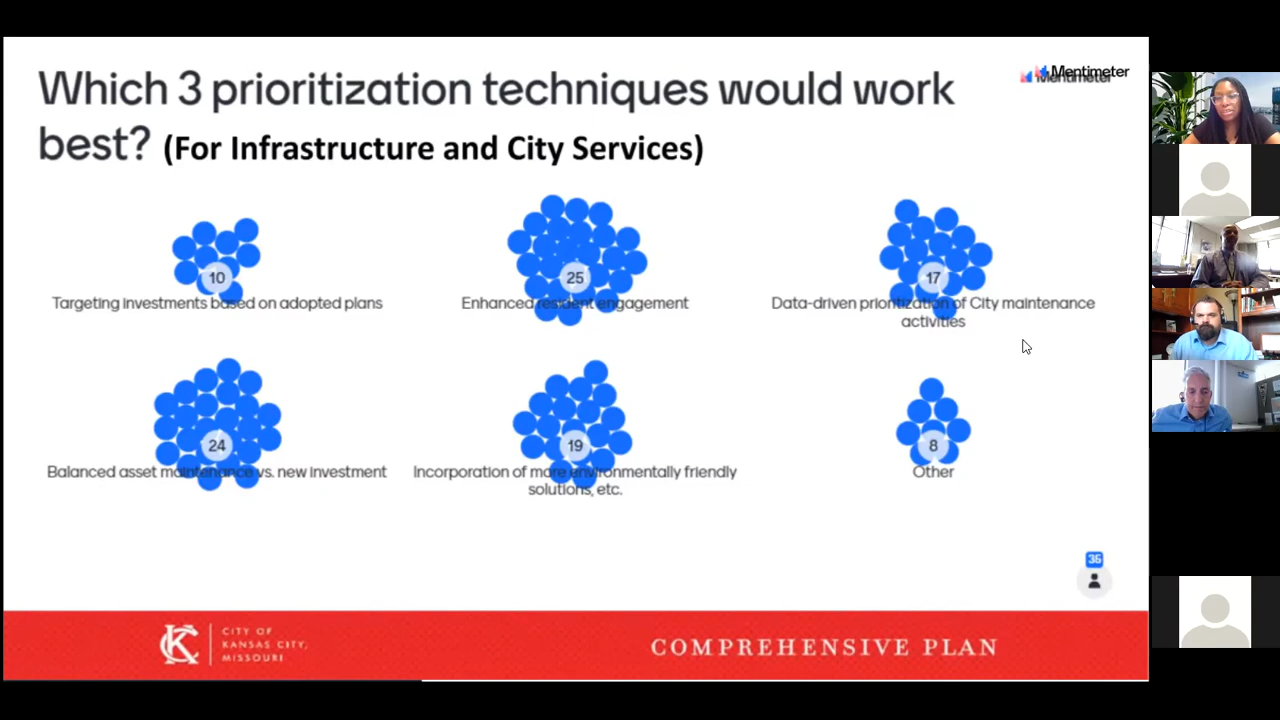 Which 3 prioritization techniques would work
best? (For Infrastructure and City Services)
Mentimeter
Mentimeter
10
Targeting investments based on adopted plans
25
Enhanced resident engagement
17
Data-driven prioritization of City maintenance
activities
24
Balanced asset maintenance vs. new investment
19
Incorporation of more environmentally friendly
solutions, etc.
8
Other
35
KC
CITY OF
KANSAS CITY,
MISSOURI
COMPREHENSIVE PLAN